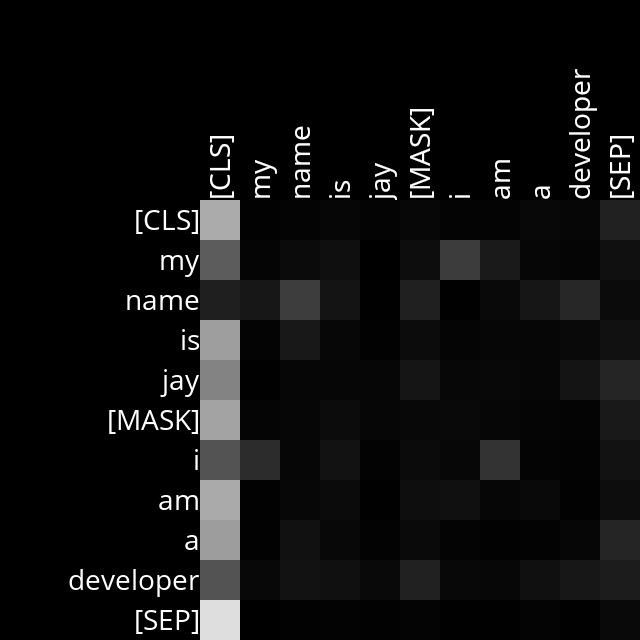 [CLS] my name is jay [MASK] i am a developer [SEP]
[CLS]
my
name
is
jay
[MASK]
i
am
a
developer
[SEP]